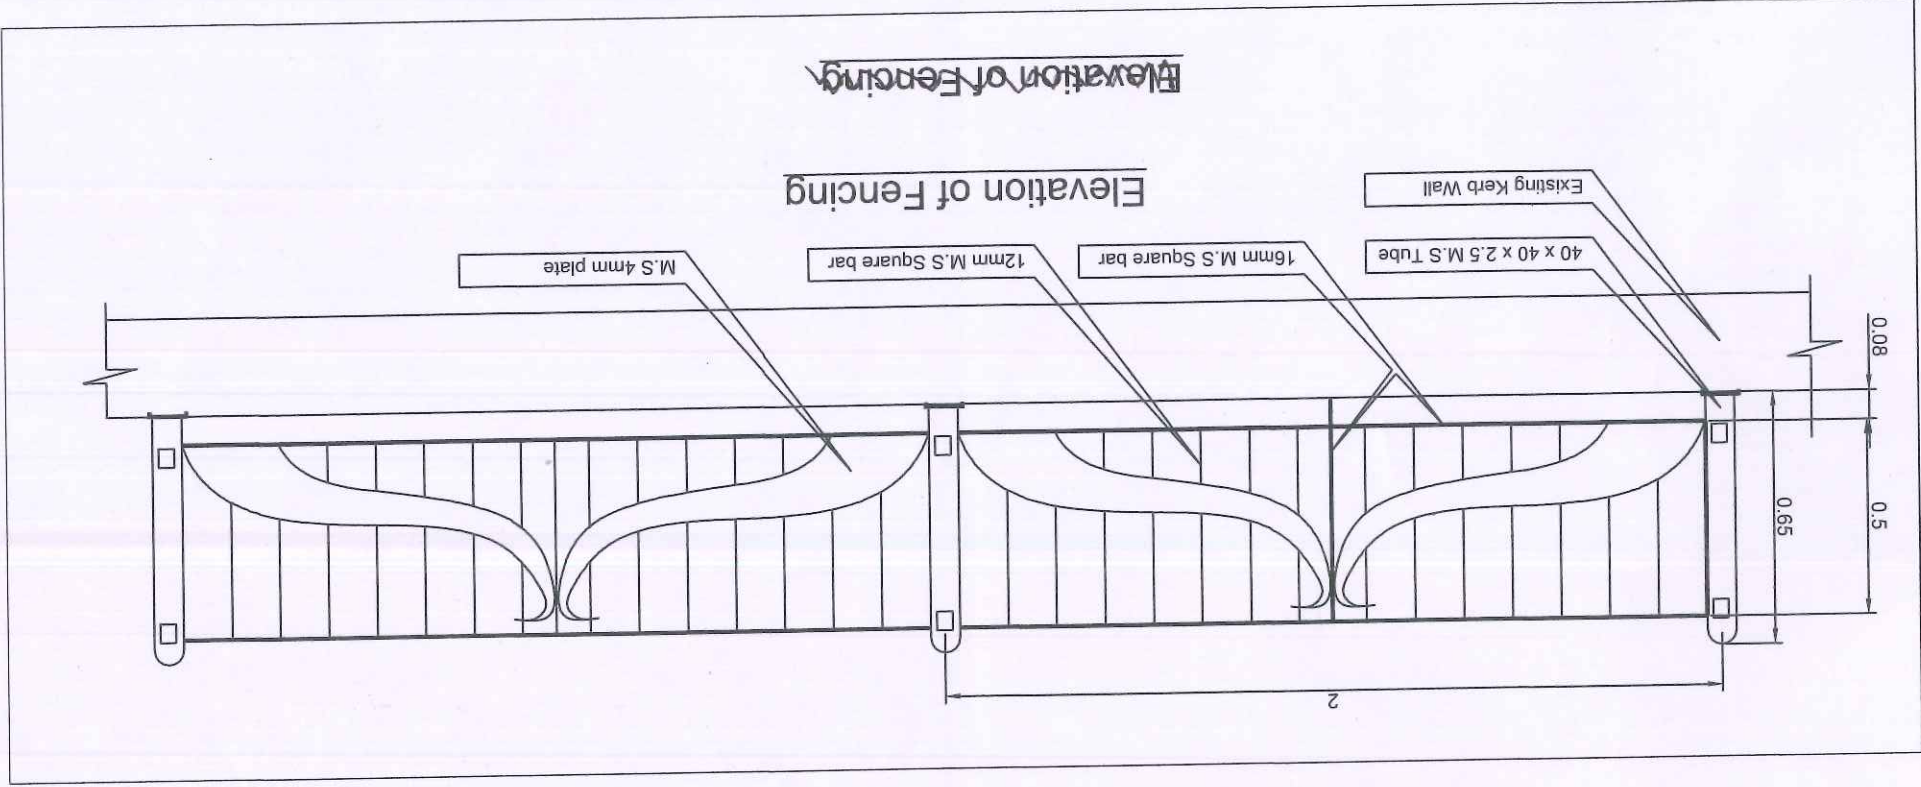 2
0.5
0.65
0.08
40 x 40 x 2.5 M.S Tube
16mm M.S Square bar
12mm M.S Square bar
M.S 4mm plate
Existing Kerb Wall
Elevation of Fencing
Elevation of Fencing